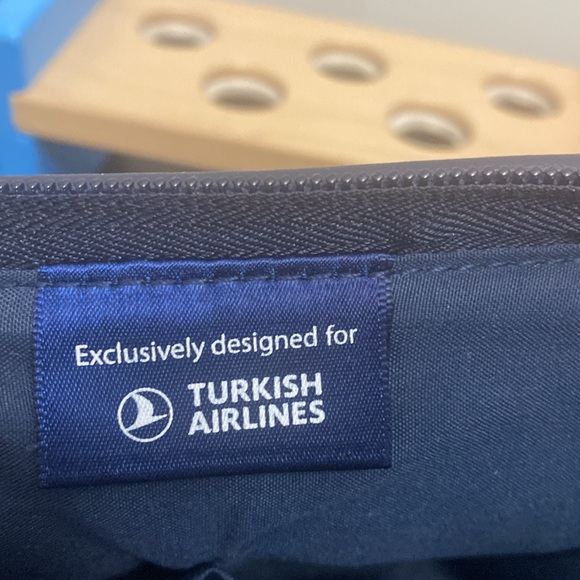 Exclusively designed for
TURKISH
AIRLINES